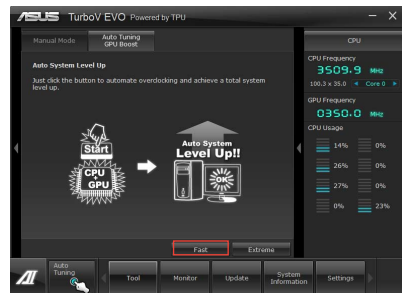 ASUS TurboV EVO Powered by TPU
Manual Mode
Auto Tuning
GPU Boost
Auto System Level Up
Just click the button to automate overclocking and achieve a total system
level up.
Start
CPU
+
GPU
Auto System
Level Up!!
OK
Fast
Extreme
CPU
CPU Frequency
3509.9 MHz
100.3 x 35.0 Core 0
GPU Frequency
0350.0 MHz
CPU Usage
14% 0%
26% 0%
27% 0%
0% 23%
AI
Auto
Tuning
Tool
Monitor
Update
System
Information
Settings